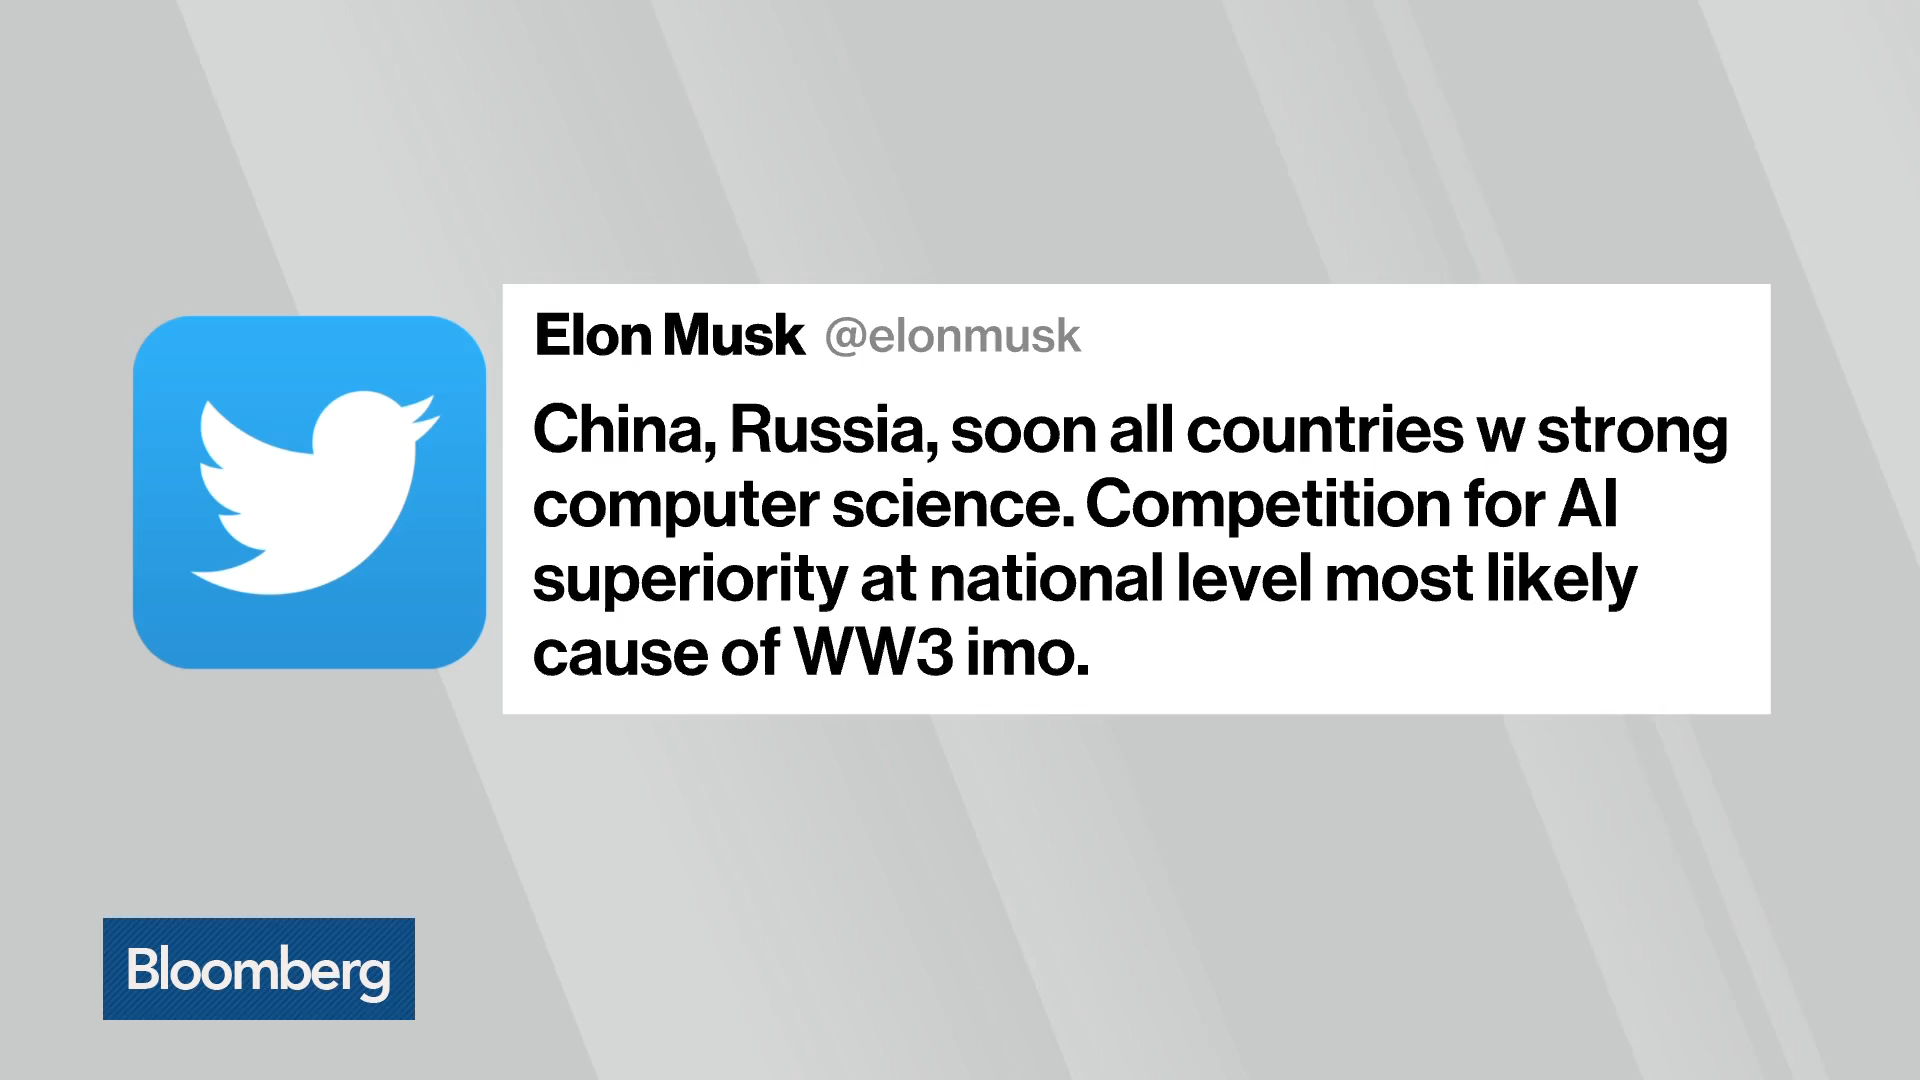 Elon Musk @elonmusk
China, Russia, soon all countries w strong
computer science. Competition for AI
superiority at national level most likely
cause of WW3 imo.
Bloomberg